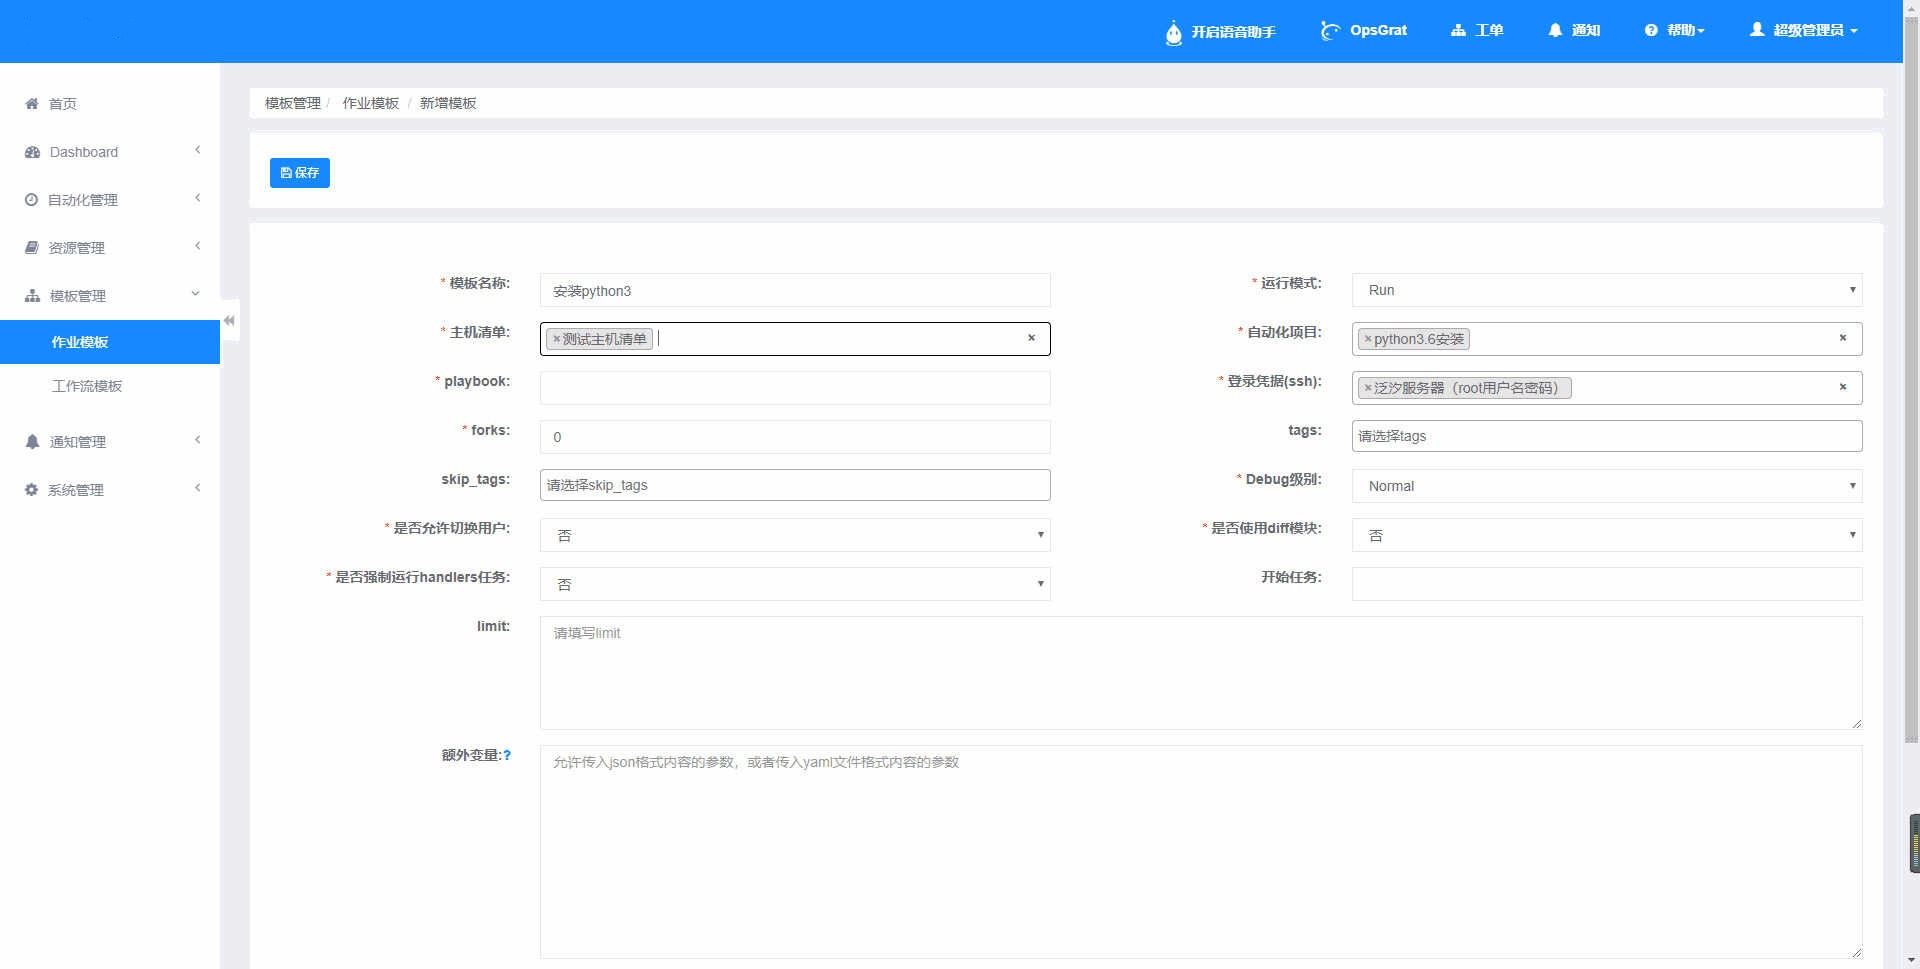 开启语音助手 OpsGrat 工单 通知 帮助 超级管理员
首页
Dashboard
自动化管理
资源管理
模板管理
作业模板
工作流模板
通知管理
系统管理
模板管理 / 作业模板 / 新增模板
保存
* 模板名称: 安装python3
* 运行模式: Run
* 主机清单: ×测试主机清单 ×
* 自动化项目: ×python3.6安装 ×
* playbook:
* 登录凭据(ssh): ×泛汐服务器（root用户名密码） ×
* forks: 0
tags: 请选择tags
skip_tags: 请选择skip_tags
* Debug级别: Normal
* 是否允许切换用户: 否
* 是否使用diff模块: 否
* 是否强制运行handlers任务: 否
开始任务:
limit: 请填写limit
额外变量:? 允许传入json格式内容的参数，或者传入yaml文件格式内容的参数